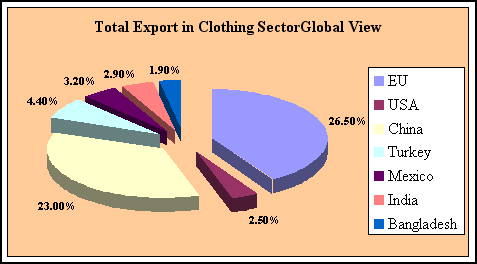 Total Export in Clothing SectorGlobal View
1.90%
2.90%
3.20%
4.40%
26.50%
23.00%
2.50%
EU
USA
China
Turkey
Mexico
India
Bangladesh